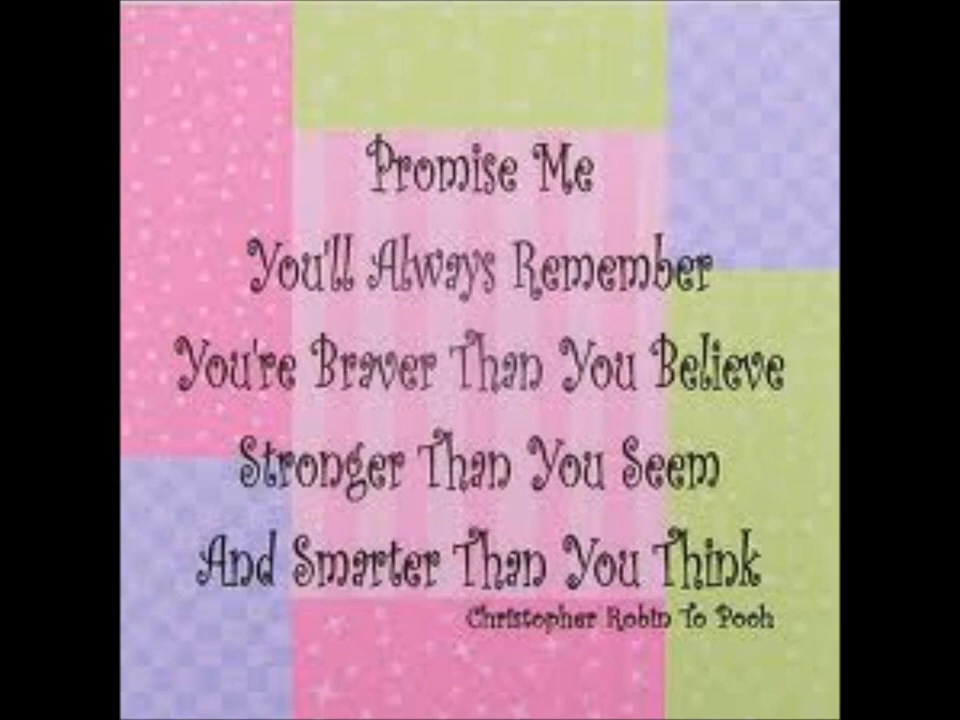 Promise Me
You'll Always Remember
You're Braver Than You Believe
Stronger Than You Seem
And Smarter Than You Think
Christopher Robin To Pooh